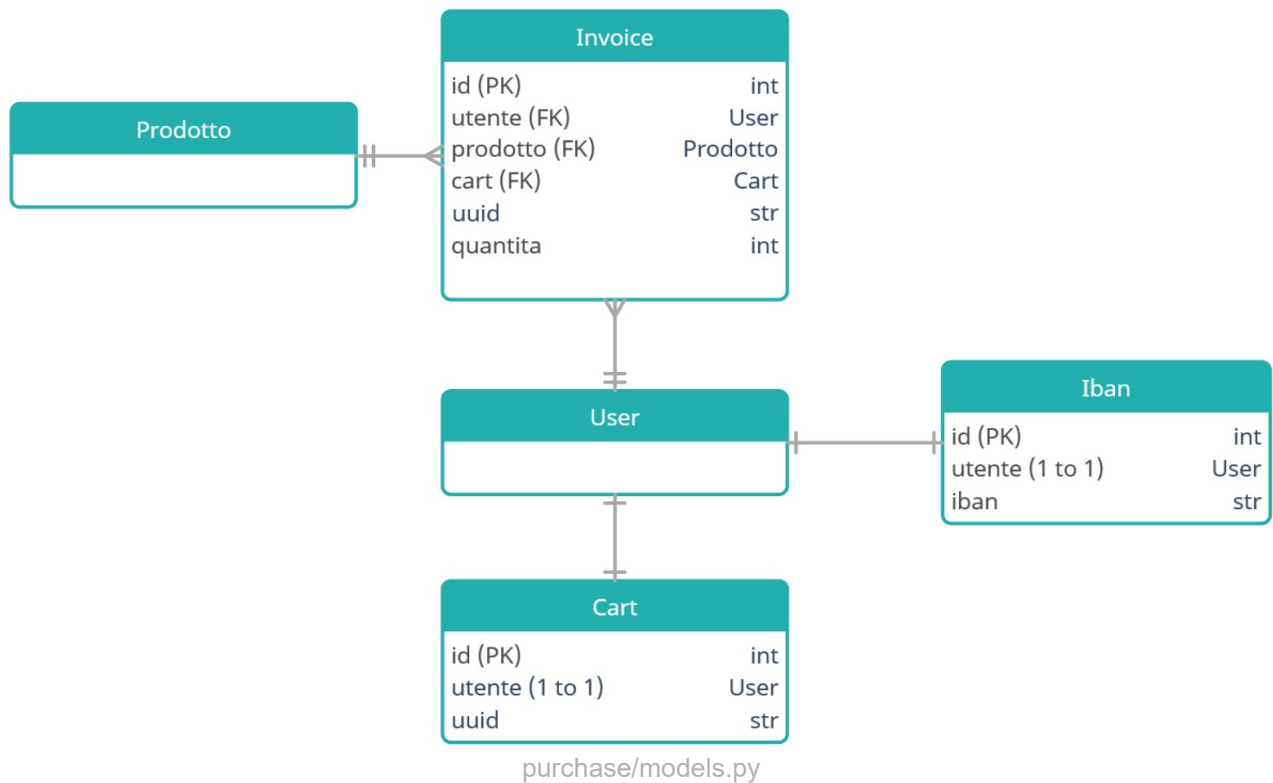 Invoice
id (PK) int
utente (FK) User
prodotto (FK) Prodotto
cart (FK) Cart
uuid str
quantita int
Prodotto
User
Iban
id (PK) int
utente (1 to 1) User
iban str
Cart
id (PK) int
utente (1 to 1) User
uuid str
purchase/models.py